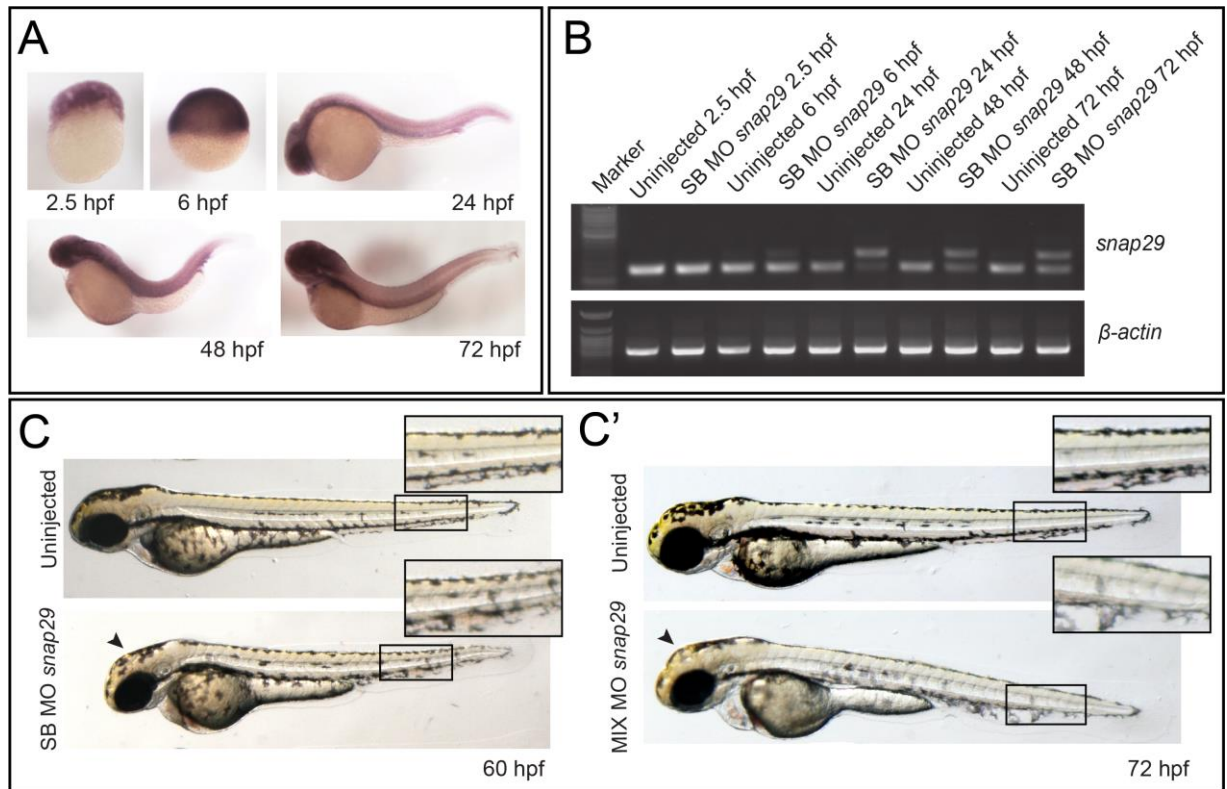 A
2.5 hpf
6 hpf
24 hpf
48 hpf
72 hpf
B
Marker
Uninjected 2.5 hpf
SB MO snap29 2.5 hpf
Uninjected 6 hpf
SB MO snap29 6 hpf
Uninjected 24 hpf
SB MO snap29 24 hpf
Uninjected 48 hpf
SB MO snap29 48 hpf
Uninjected 72 hpf
SB MO snap29 72 hpf
snap29
β-actin
C
Uninjected
SB MO snap29
60 hpf
C'
Uninjected
MIX MO snap29
72 hpf